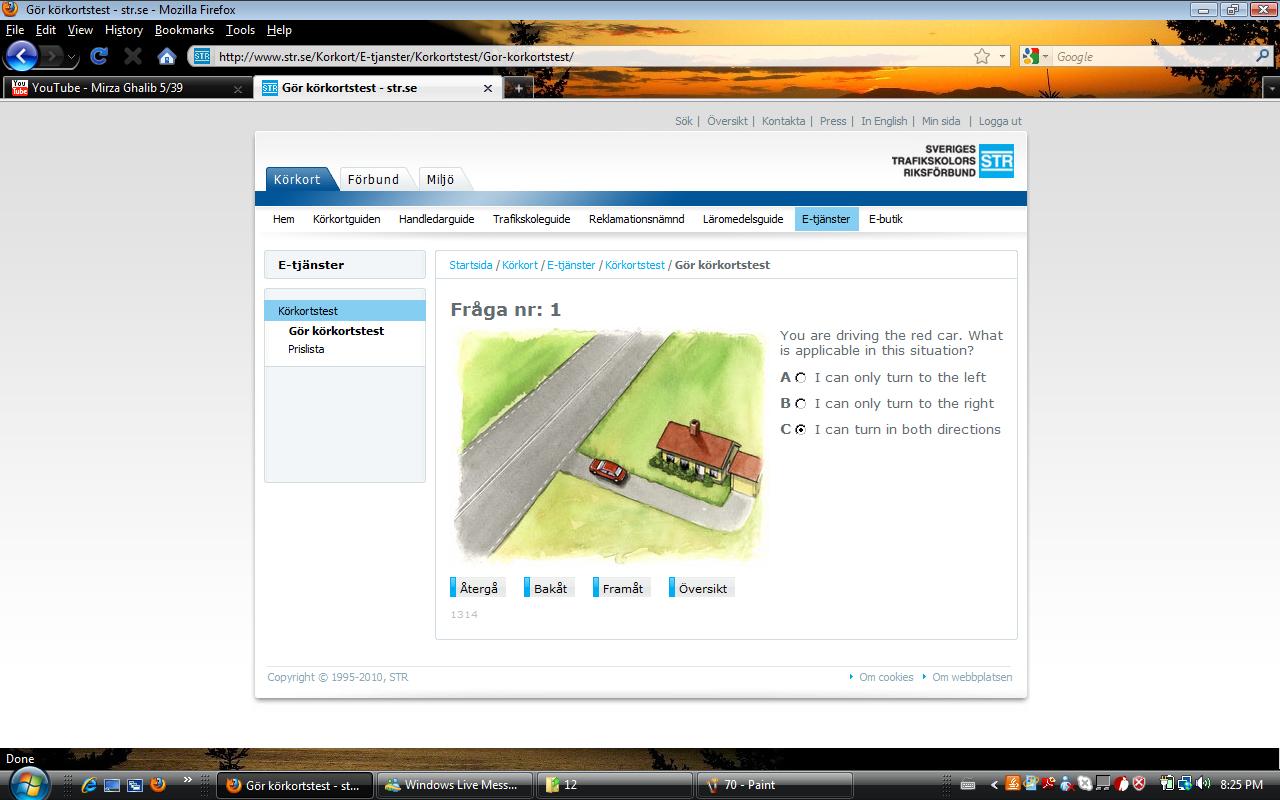 Gör körkortstest - str.se - Mozilla Firefox
File Edit View History Bookmarks Tools Help
STR http://www.str.se/Korkort/E-tjanster/Korkortstest/Gor-korkortstest/ Google
You Tube YouTube - Mirza Ghalib 5/39 STR Gör körkortstest - str.se
Sök | Översikt | Kontakta | Press | In English | Min sida | Logga ut
SVERIGES
TRAFIKSKOLORS
RIKSFÖRBUND
STR
Körkort Förbund Miljö
Hem Körkortguiden Handledarguide Trafikskoleguide Reklamationsnämnd Läromedelsguide E-tjänster E-butik
E-tjänster
Körkortstest
Gör körkortstest
Prislista
Startsida / Körkort / E-tjänster / Körkortstest / Gör körkortstest
Fråga nr: 1
You are driving the red car. What
is applicable in this situation?
A I can only turn to the left
B I can only turn to the right
C I can turn in both directions
Återgå Bakåt Framåt Översikt
1314
Copyright © 1995-2010, STR Om cookies Om webbplatsen
Done
Gör körkortstest - st... Windows Live Mess... 12 70 - Paint 8:25 PM